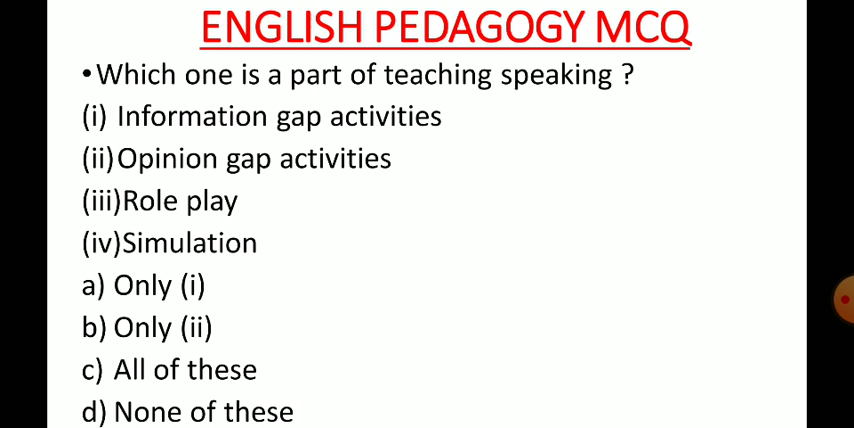 ENGLISH PEDAGOGY MCQ
•Which one is a part of teaching speaking ?
(i) Information gap activities
(ii)Opinion gap activities
(iii)Role play
(iv)Simulation
a) Only (i)
b) Only (ii)
c) All of these
d) None of these